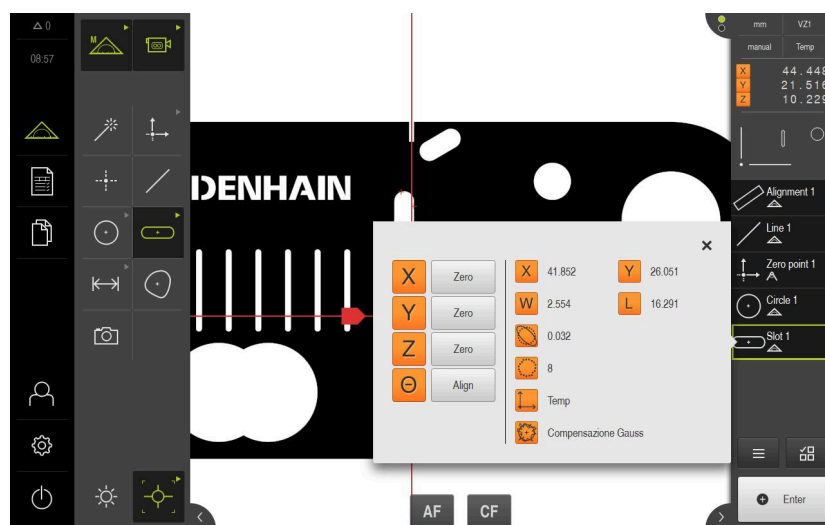 0
08:57
M
DENHAIN
mm VZ1
manual Temp
X 44.448
Y 21.516
Z 10.229
Alignment 1
Line 1
Zero point 1
Circle 1
Slot 1
X Zero
Y Zero
Z Zero
Θ Align
X 41.852 Y 26.051
W 2.554 L 16.291
0.032
8
Temp
Compensazione Gauss
AF CF
Enter